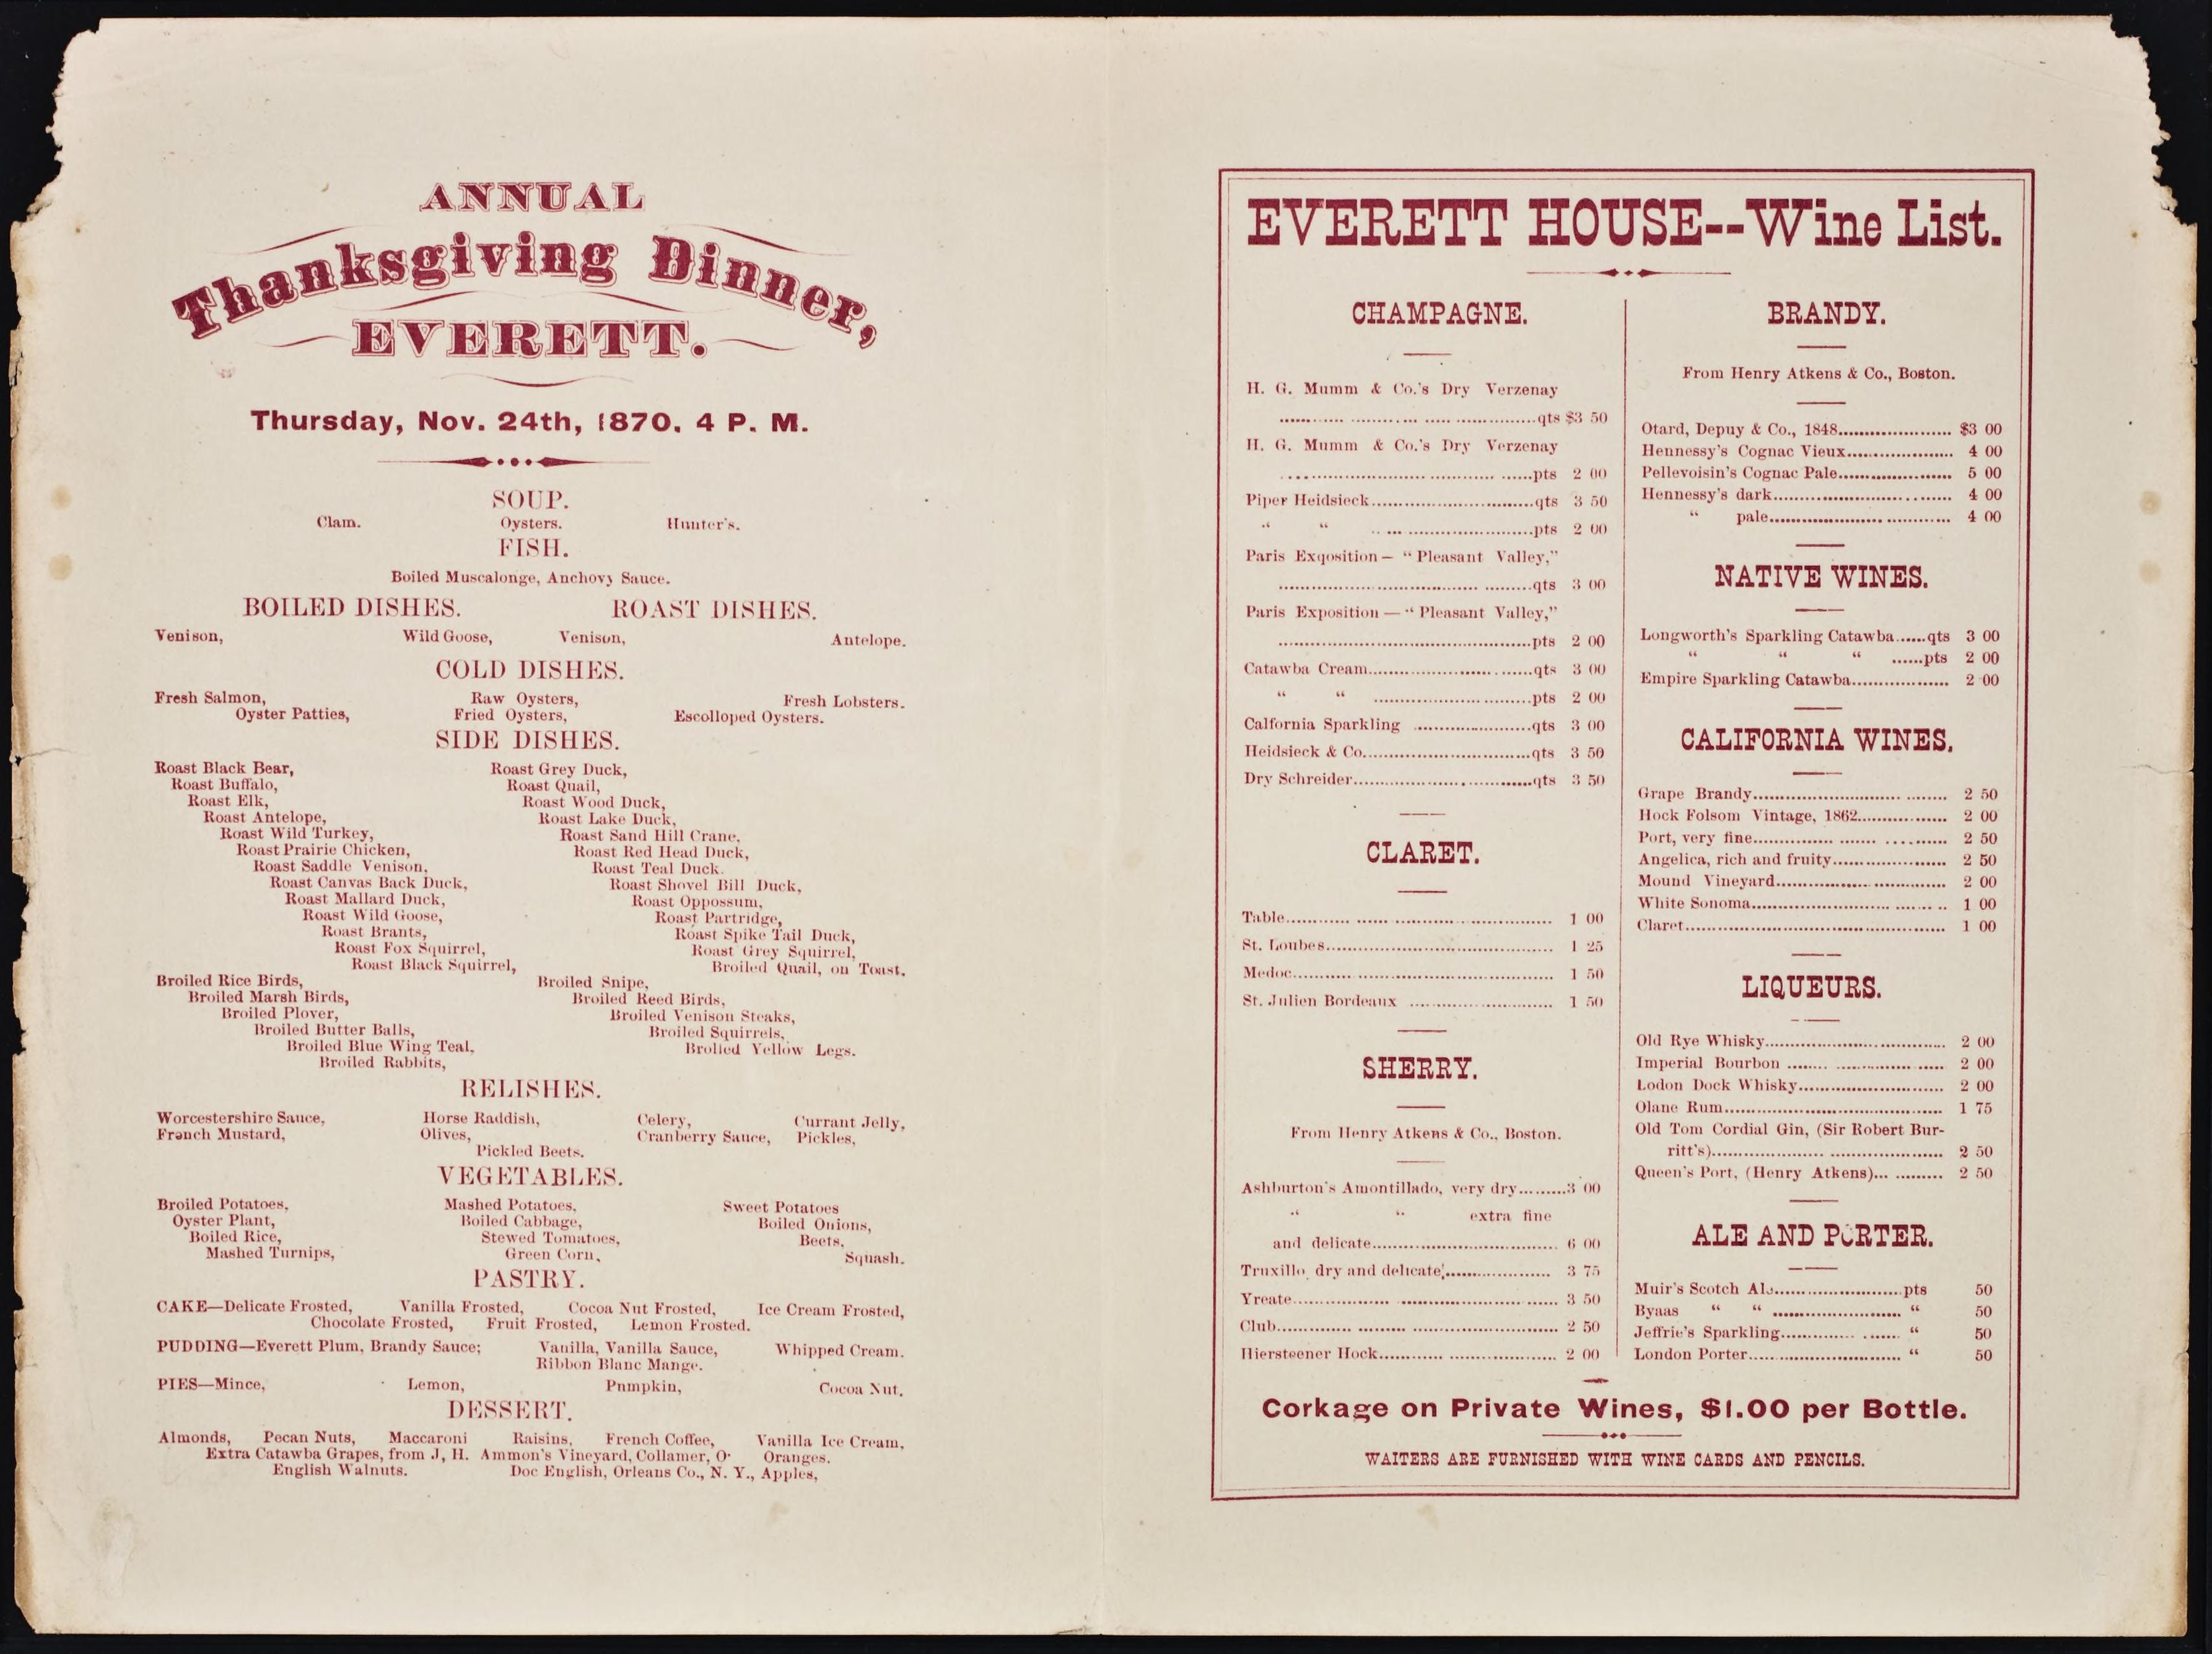 ANNUAL
Thanksgiving Dinner,
EVERETT.
Thursday, Nov. 24th, 1870, 4 P. M.
SOUP.
Clam. Oysters. Hunter's.
FISH.
Boiled Muscalonge, Anchovy Sauce.
BOILED DISHES. ROAST DISHES.
Venison, Wild Goose, Venison, Antelope.
COLD DISHES.
Fresh Salmon, Raw Oysters, Fresh Lobsters.
Oyster Patties, Fried Oysters, Escolloped Oysters.
SIDE DISHES.
Roast Black Bear, Roast Grey Duck,
Roast Buffalo, Roast Quail,
Roast Elk, Roast Wood Duck,
Roast Antelope, Roast Lake Duck,
Roast Wild Turkey, Roast Sand Hill Crane,
Roast Prairie Chicken, Roast Red Head Duck,
Roast Saddle Venison, Roast Teal Duck.
Roast Canvas Back Duck, Roast Shovel Bill Duck,
Roast Mallard Duck, Roast Oppossum,
Roast Wild Goose, Roast Partridge,
Roast Brants, Roast Spike Tail Duck,
Roast Fox Squirrel, Roast Grey Squirrel,
Roast Black Squirrel, Broiled Quail, on Toast.
Broiled Rice Birds, Broiled Snipe,
Broiled Marsh Birds, Broiled Reed Birds,
Broiled Plover, Broiled Venison Steaks,
Broiled Butter Balls, Broiled Squirrels,
Broiled Blue Wing Teal, Brolled Yellow Legs.
Broiled Rabbits,
RELISHES.
Worcestershire Sauce, Horse Raddish, Celery, Currant Jelly,
French Mustard, Olives, Cranberry Sauce, Pickles,
Pickled Beets.
VEGETABLES.
Broiled Potatoes, Mashed Potatoes, Sweet Potatoes
Oyster Plant, Boiled Cabbage, Boiled Onions,
Boiled Rice, Stewed Tomatoes, Beets,
Mashed Turnips, Green Corn, Squash.
PASTRY.
CAKE—Delicate Frosted, Vanilla Frosted, Cocoa Nut Frosted, Ice Cream Frosted,
Chocolate Frosted, Fruit Frosted, Lemon Frosted.
PUDDING—Everett Plum, Brandy Sauce; Vanilla, Vanilla Sauce, Whipped Cream.
Ribbon Blanc Mange.
PIES—Mince, Lemon, Pumpkin, Cocoa Nut.
DESSERT.
Almonds, Pecan Nuts, Maccaroni Raisins, French Coffee, Vanilla Ice Cream,
Extra Catawba Grapes, from J, H. Ammon's Vineyard, Collamer, O. Oranges.
English Walnuts. Doc English, Orleans Co., N. Y., Apples,
EVERETT HOUSE--Wine List.
CHAMPAGNE.
H. G. Mumm & Co.'s Dry Verzenay
........qts $3 50
H. G. Mumm & Co.'s Dry Verzenay
........pts 2 00
Piper Heidsieck........qts 3 50
" " ........pts 2 00
Paris Exqosition — "Pleasant Valley,"
........qts 3 00
Paris Exposition — "Pleasant Valley,"
........pts 2 00
Catawba Cream........qts 3 00
" " ........pts 2 00
Calfornia Sparkling ........qts 3 00
Heidsieck & Co........qts 3 50
Dry Schreider........qts 3 50
CLARET.
Table........ 1 00
St. Loubes........ 1 25
Medoc........ 1 50
St. Julien Bordeaux ........ 1 50
SHERRY.
From Henry Atkens & Co., Boston.
Ashburton's Amontillado, very dry........3 00
" " extra fine
and delicate........ 6 00
Truxillo dry and delicate........ 3 75
Yreate........ 3 50
Club........ 2 50
Hiersteener Hock........ 2 00
BRANDY.
From Henry Atkens & Co., Boston.
Otard, Depuy & Co., 1848........ $3 00
Hennessy's Cognac Vieux........ 4 00
Pellevoisin's Cognac Pale........ 5 00
Hennessy's dark........ 4 00
" pale........ 4 00
NATIVE WINES.
Longworth's Sparkling Catawba......qts 3 00
" " " ......pts 2 00
Empire Sparkling Catawba........ 2 00
CALIFORNIA WINES.
Grape Brandy........ 2 50
Hock Folsom Vintage, 1862........ 2 00
Port, very fine........ 2 50
Angelica, rich and fruity........ 2 50
Mound Vineyard........ 2 00
White Sonoma........ 1 00
Claret........ 1 00
LIQUEURS.
Old Rye Whisky........ 2 00
Imperial Bourbon ........ 2 00
Lodon Dock Whisky........ 2 00
Olane Rum........ 1 75
Old Tom Cordial Gin, (Sir Robert Bur-
ritt's)........ 2 50
Queen's Port, (Henry Atkens)........ 2 50
ALE AND PORTER.
Muir's Scotch Ale........pts 50
Byaas " " ........ " 50
Jeffrie's Sparkling........ " 50
London Porter........ " 50
Corkage on Private Wines, $1.00 per Bottle.
WAITERS ARE FURNISHED WITH WINE CARDS AND PENCILS.